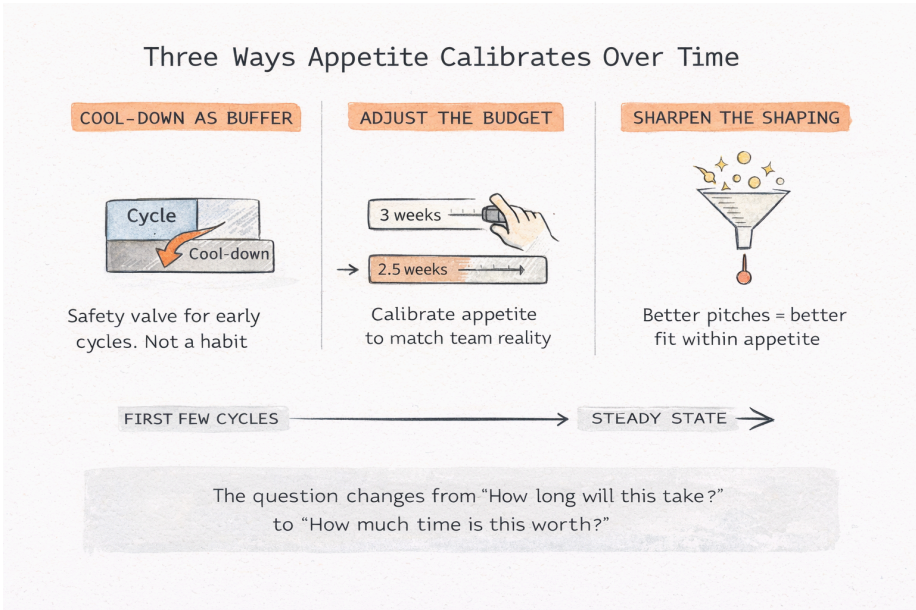 Three Ways Appetite Calibrates Over Time
COOL-DOWN AS BUFFER
Cycle
Cool-down
Safety valve for early
cycles. Not a habit
ADJUST THE BUDGET
3 weeks
2.5 weeks
Calibrate appetite
to match team reality
SHARPEN THE SHAPING
Better pitches = better
fit within appetite
FIRST FEW CYCLES
STEADY STATE
The question changes from “How long will this take?”
to “How much time is this worth?”